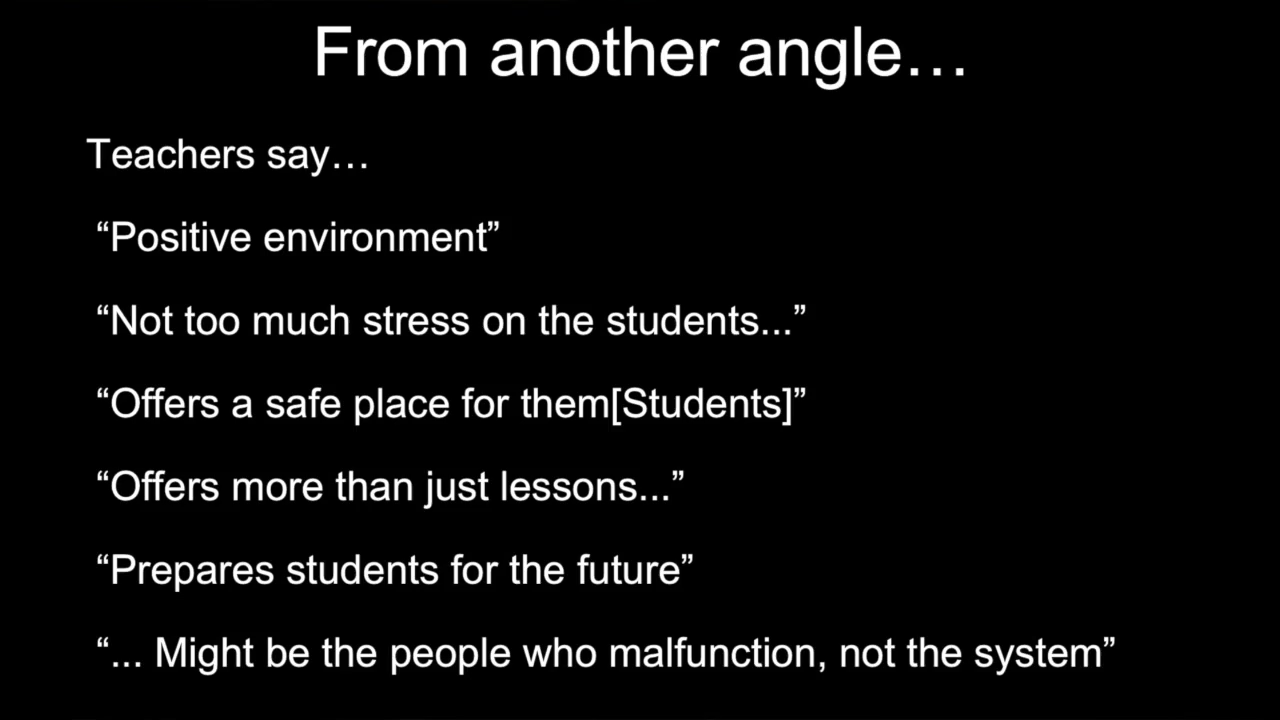 From another angle…
Teachers say…
“Positive environment”
“Not too much stress on the students...”
“Offers a safe place for them[Students]”
“Offers more than just lessons...”
“Prepares students for the future”
“... Might be the people who malfunction, not the system”